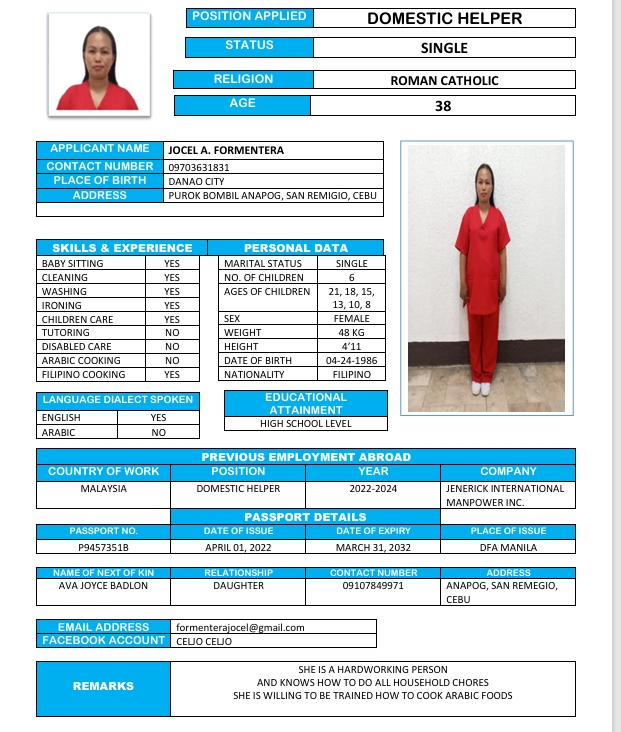 POSITION APPLIED DOMESTIC HELPER
STATUS SINGLE
RELIGION ROMAN CATHOLIC
AGE 38
APPLICANT NAME JOCEL A. FORMENTERA
CONTACT NUMBER 09703631831
PLACE OF BIRTH DANAO CITY
ADDRESS PUROK BOMBIL ANAPOG, SAN REMIGIO, CEBU
SKILLS & EXPERIENCE
BABY SITTING YES
CLEANING YES
WASHING YES
IRONING YES
CHILDREN CARE YES
TUTORING NO
DISABLED CARE NO
ARABIC COOKING NO
FILIPINO COOKING YES
PERSONAL DATA
MARITAL STATUS SINGLE
NO. OF CHILDREN 6
AGES OF CHILDREN 21, 18, 15,
13, 10, 8
SEX FEMALE
WEIGHT 48 KG
HEIGHT 4’11
DATE OF BIRTH 04-24-1986
NATIONALITY FILIPINO
LANGUAGE DIALECT SPOKEN
ENGLISH YES
ARABIC NO
EDUCATIONAL
ATTAINMENT
HIGH SCHOOL LEVEL
PREVIOUS EMPLOYMENT ABROAD
COUNTRY OF WORK POSITION YEAR COMPANY
MALAYSIA DOMESTIC HELPER 2022-2024 JENERICK INTERNATIONAL
MANPOWER INC.
PASSPORT DETAILS
PASSPORT NO. DATE OF ISSUE DATE OF EXPIRY PLACE OF ISSUE
P9457351B APRIL 01, 2022 MARCH 31, 2032 DFA MANILA
NAME OF NEXT OF KIN RELATIONSHIP CONTACT NUMBER ADDRESS
AVA JOYCE BADLON DAUGHTER 09107849971 ANAPOG, SAN REMEGIO,
CEBU
EMAIL ADDRESS formenterajocel@gmail.com
FACEBOOK ACCOUNT CELJO CELJO
REMARKS
SHE IS A HARDWORKING PERSON
AND KNOWS HOW TO DO ALL HOUSEHOLD CHORES
SHE IS WILLING TO BE TRAINED HOW TO COOK ARABIC FOODS